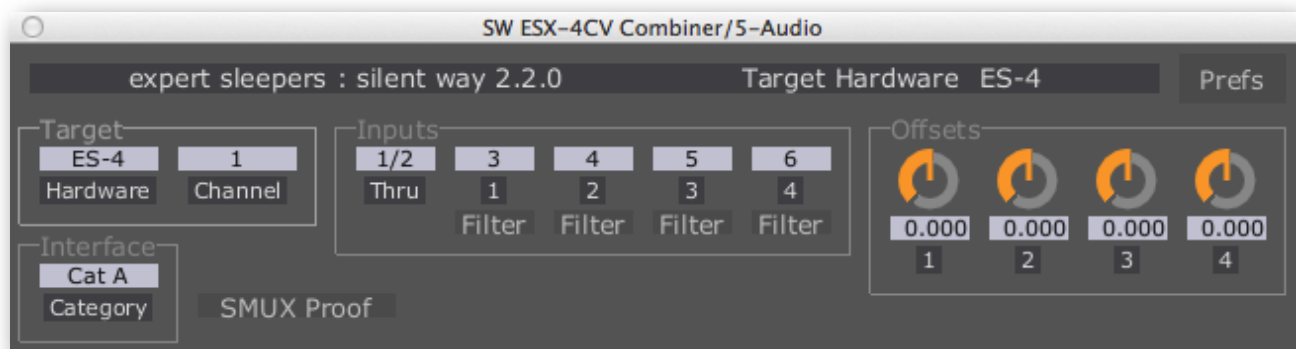 SW ESX-4CV Combiner/5-Audio
expert sleepers : silent way 2.2.0 Target Hardware ES-4 Prefs
Target Inputs Offsets
ES-4 1 1/2 3 4 5 6
Hardware Channel Thru 1 2 3 4
Filter Filter Filter Filter
0.000 0.000 0.000 0.000
1 2 3 4
Interface
Cat A
Category SMUX Proof